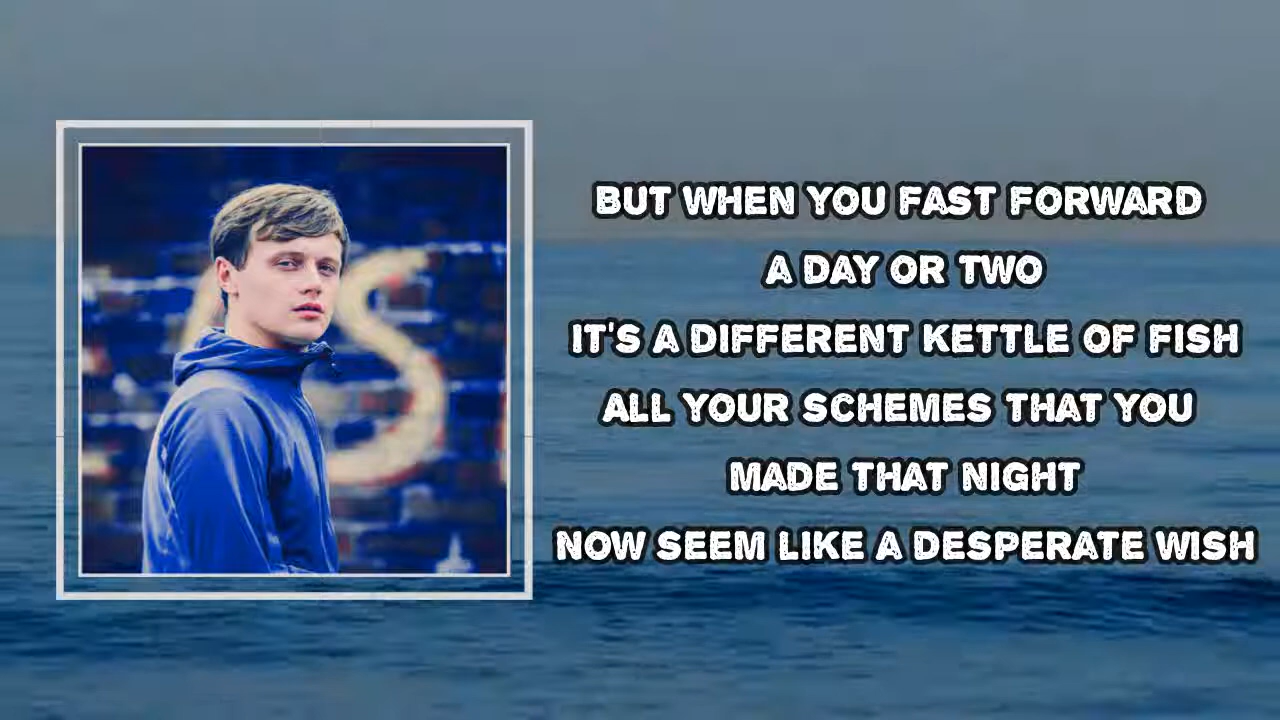 BUT WHEN YOU FAST FORWARD
A DAY OR TWO
IT'S A DIFFERENT KETTLE OF FISH
ALL YOUR SCHEMES THAT YOU
MADE THAT NIGHT
NOW SEEM LIKE A DESPERATE WISH